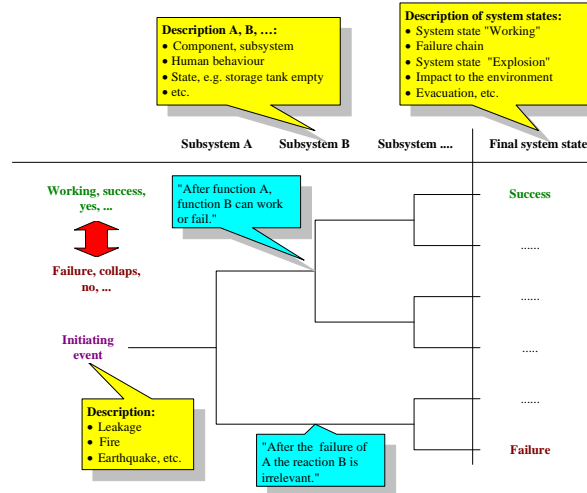 Description A, B, …:
• Component, subsystem
• Human behaviour
• State, e.g. storage tank empty
• etc.
Description of system states:
• System state "Working"
• Failure chain
• System state "Explosion"
• Impact to the environment
• Evacuation, etc.
Subsystem A
Subsystem B
Subsystem ....
Final system state
Working, success,
yes, ...
Failure, collaps,
no, ...
"After function A,
function B can work
or fail."
Success
......
......
.....
......
Failure
Initiating
event
Description:
• Leakage
• Fire
• Earthquake, etc.
"After the failure of
A the reaction B is
irrelevant."